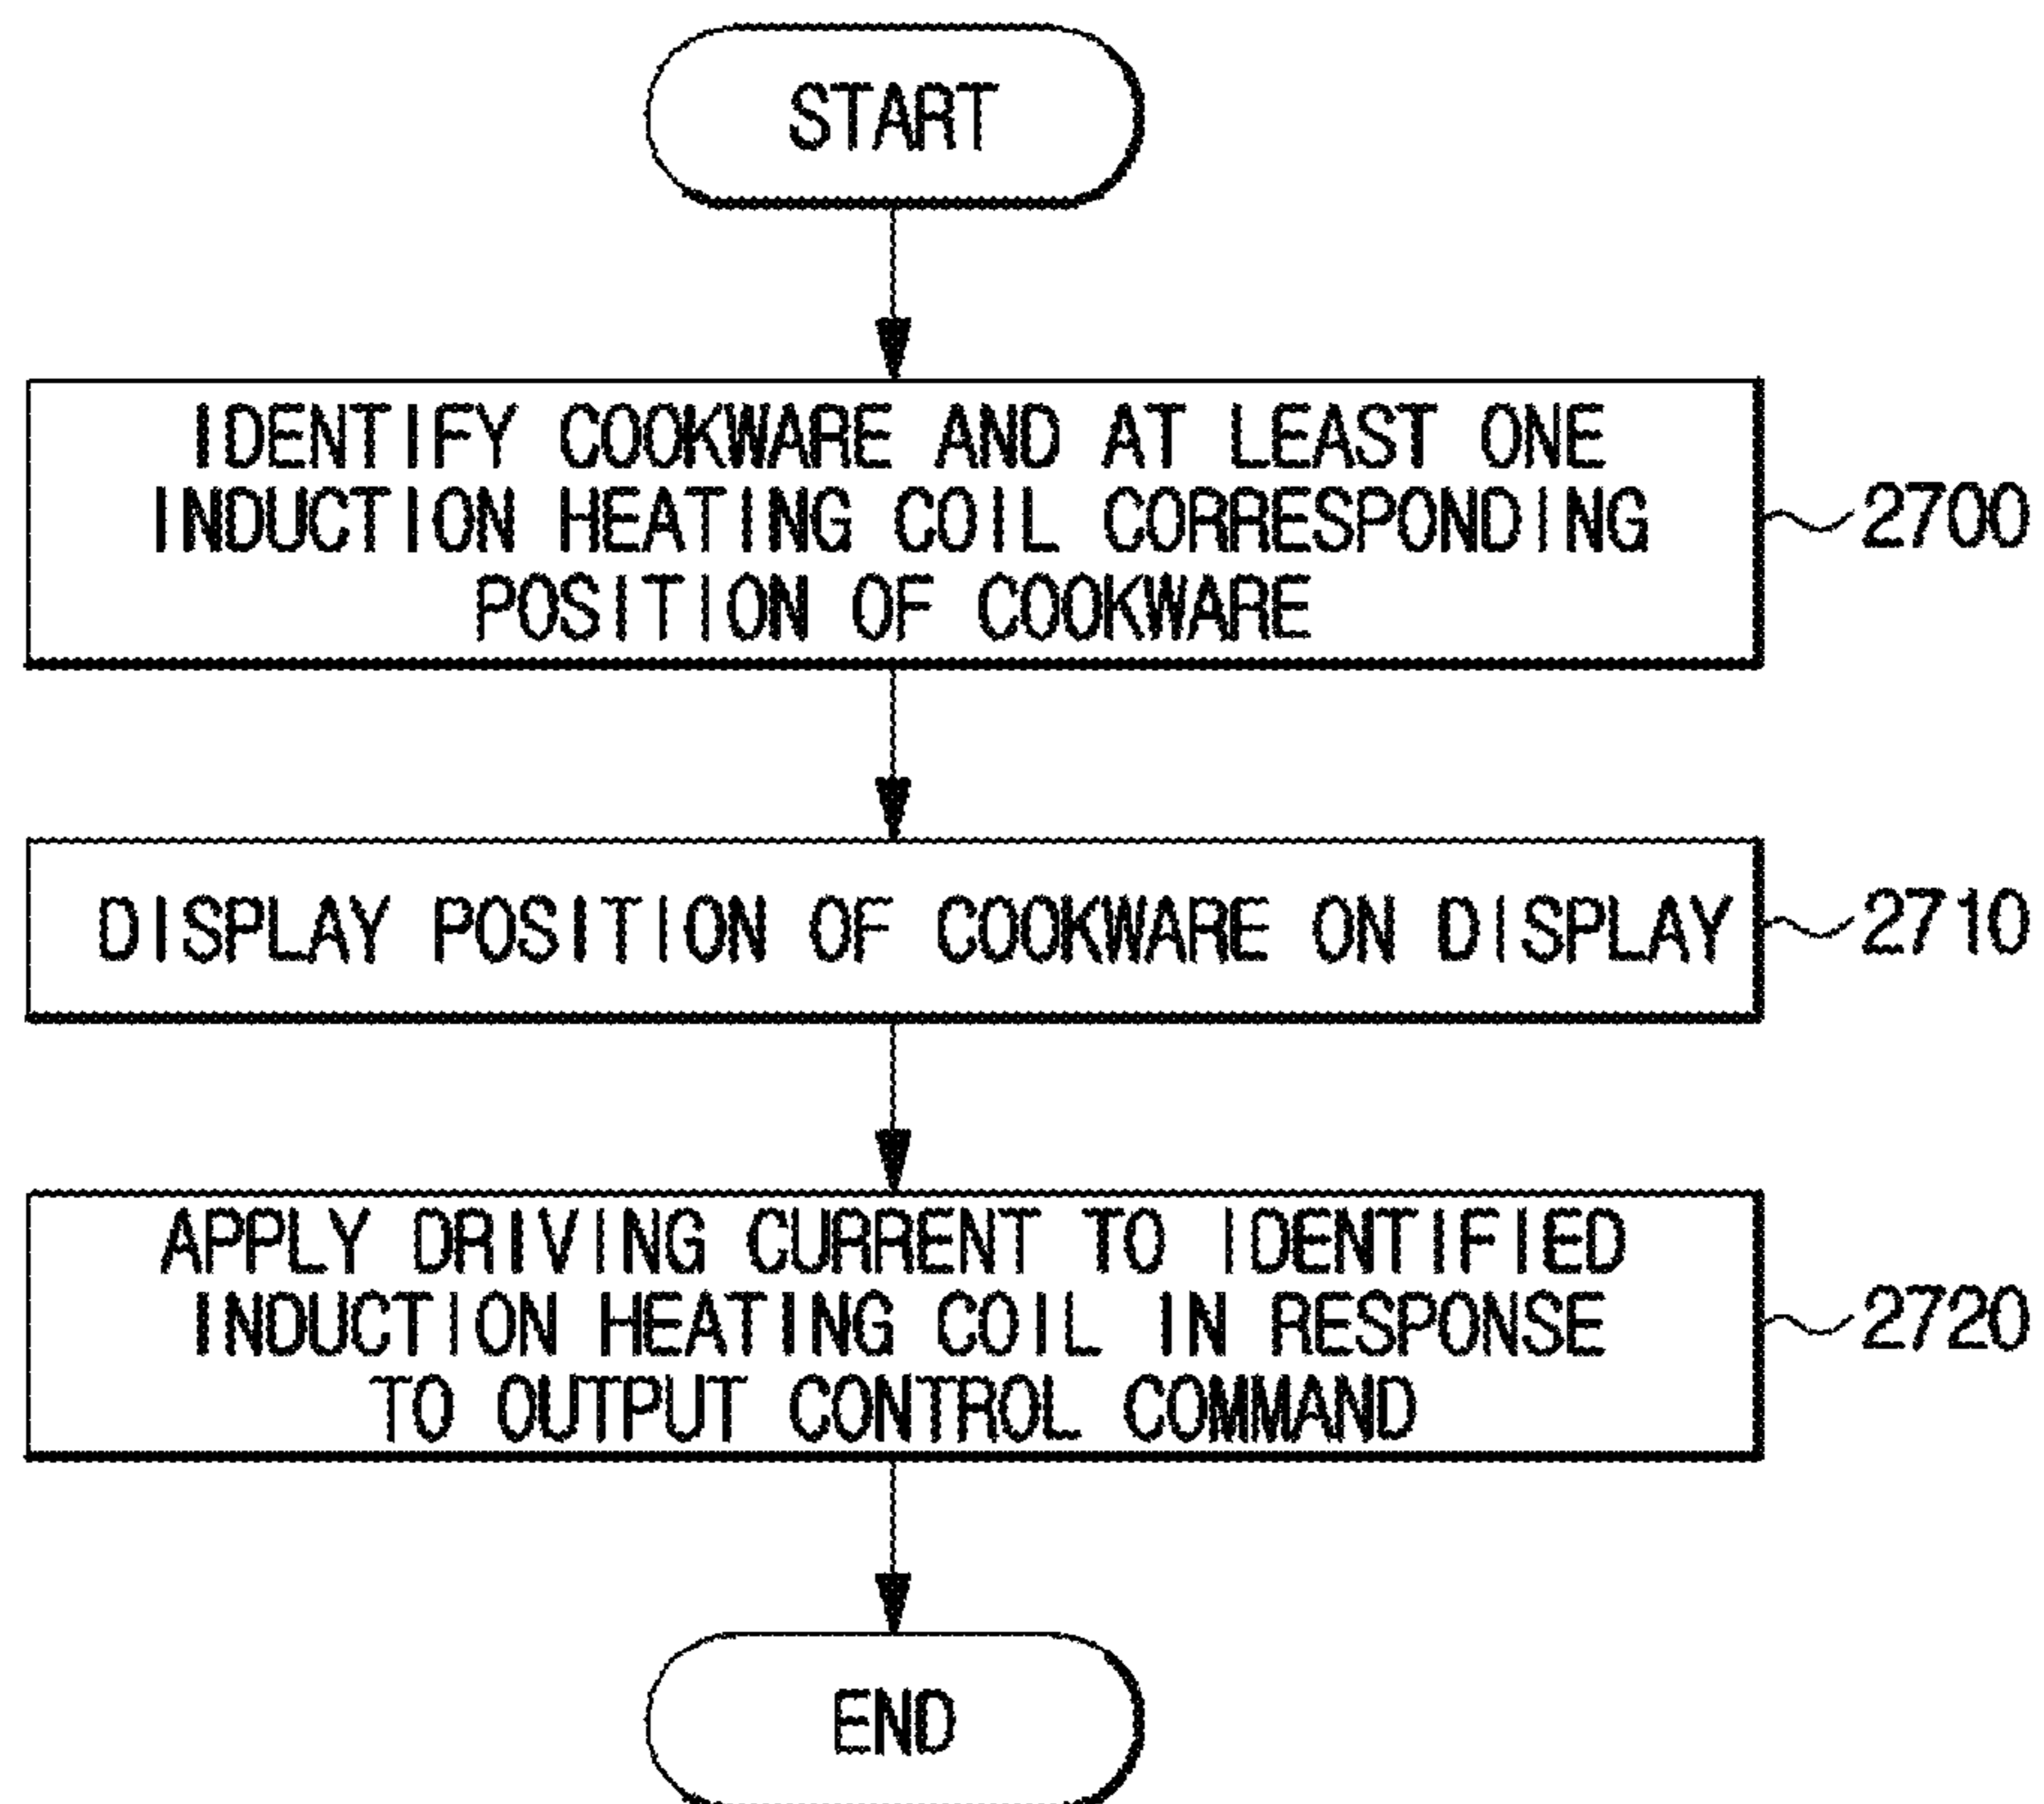 START
IDENTIFY COOKWARE AND AT LEAST ONE
INDUCTION HEATING COIL CORRESPONDING
POSITION OF COOKWARE
2700
DISPLAY POSITION OF COOKWARE ON DISPLAY
2710
APPLY DRIVING CURRENT TO IDENTIFIED
INDUCTION HEATING COIL IN RESPONSE
TO OUTPUT CONTROL COMMAND
2720
END